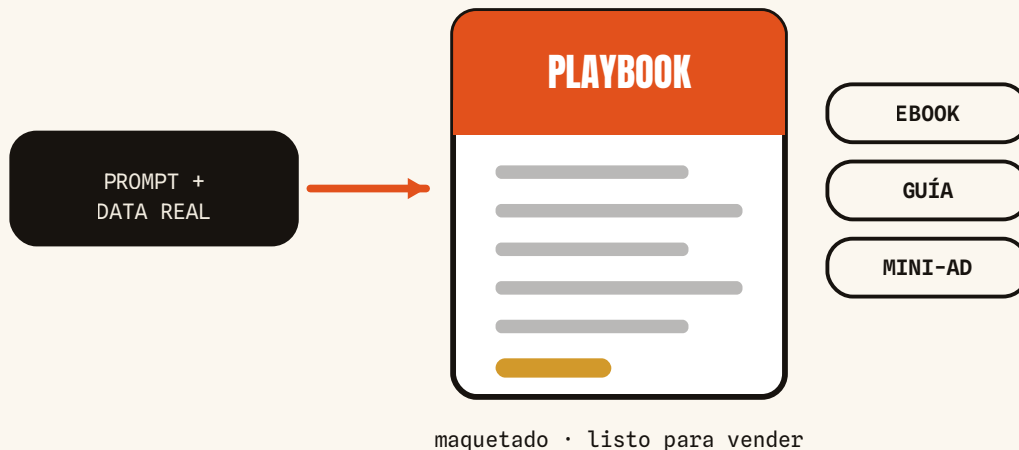 PROMPT +
DATA REAL
PLAYBOOK
EBOOK
GUÍA
MINI-AD
maquetado · listo para vender